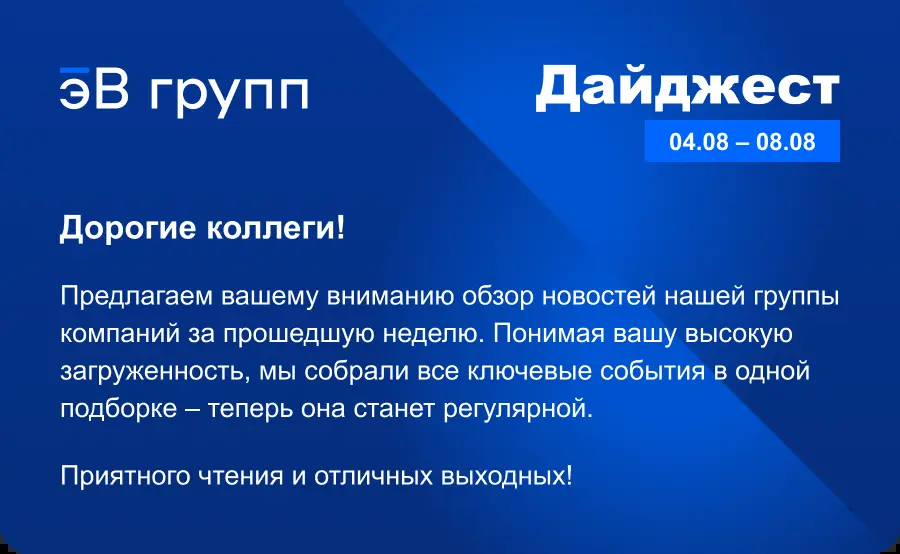 эВ групп
Дайджест
04.08 – 08.08
Дорогие коллеги!
Предлагаем вашему вниманию обзор новостей нашей группы
компаний за прошедшую неделю. Понимая вашу высокую
загруженность, мы собрали все ключевые события в одной
подборке – теперь она станет регулярной.
Приятного чтения и отличных выходных!